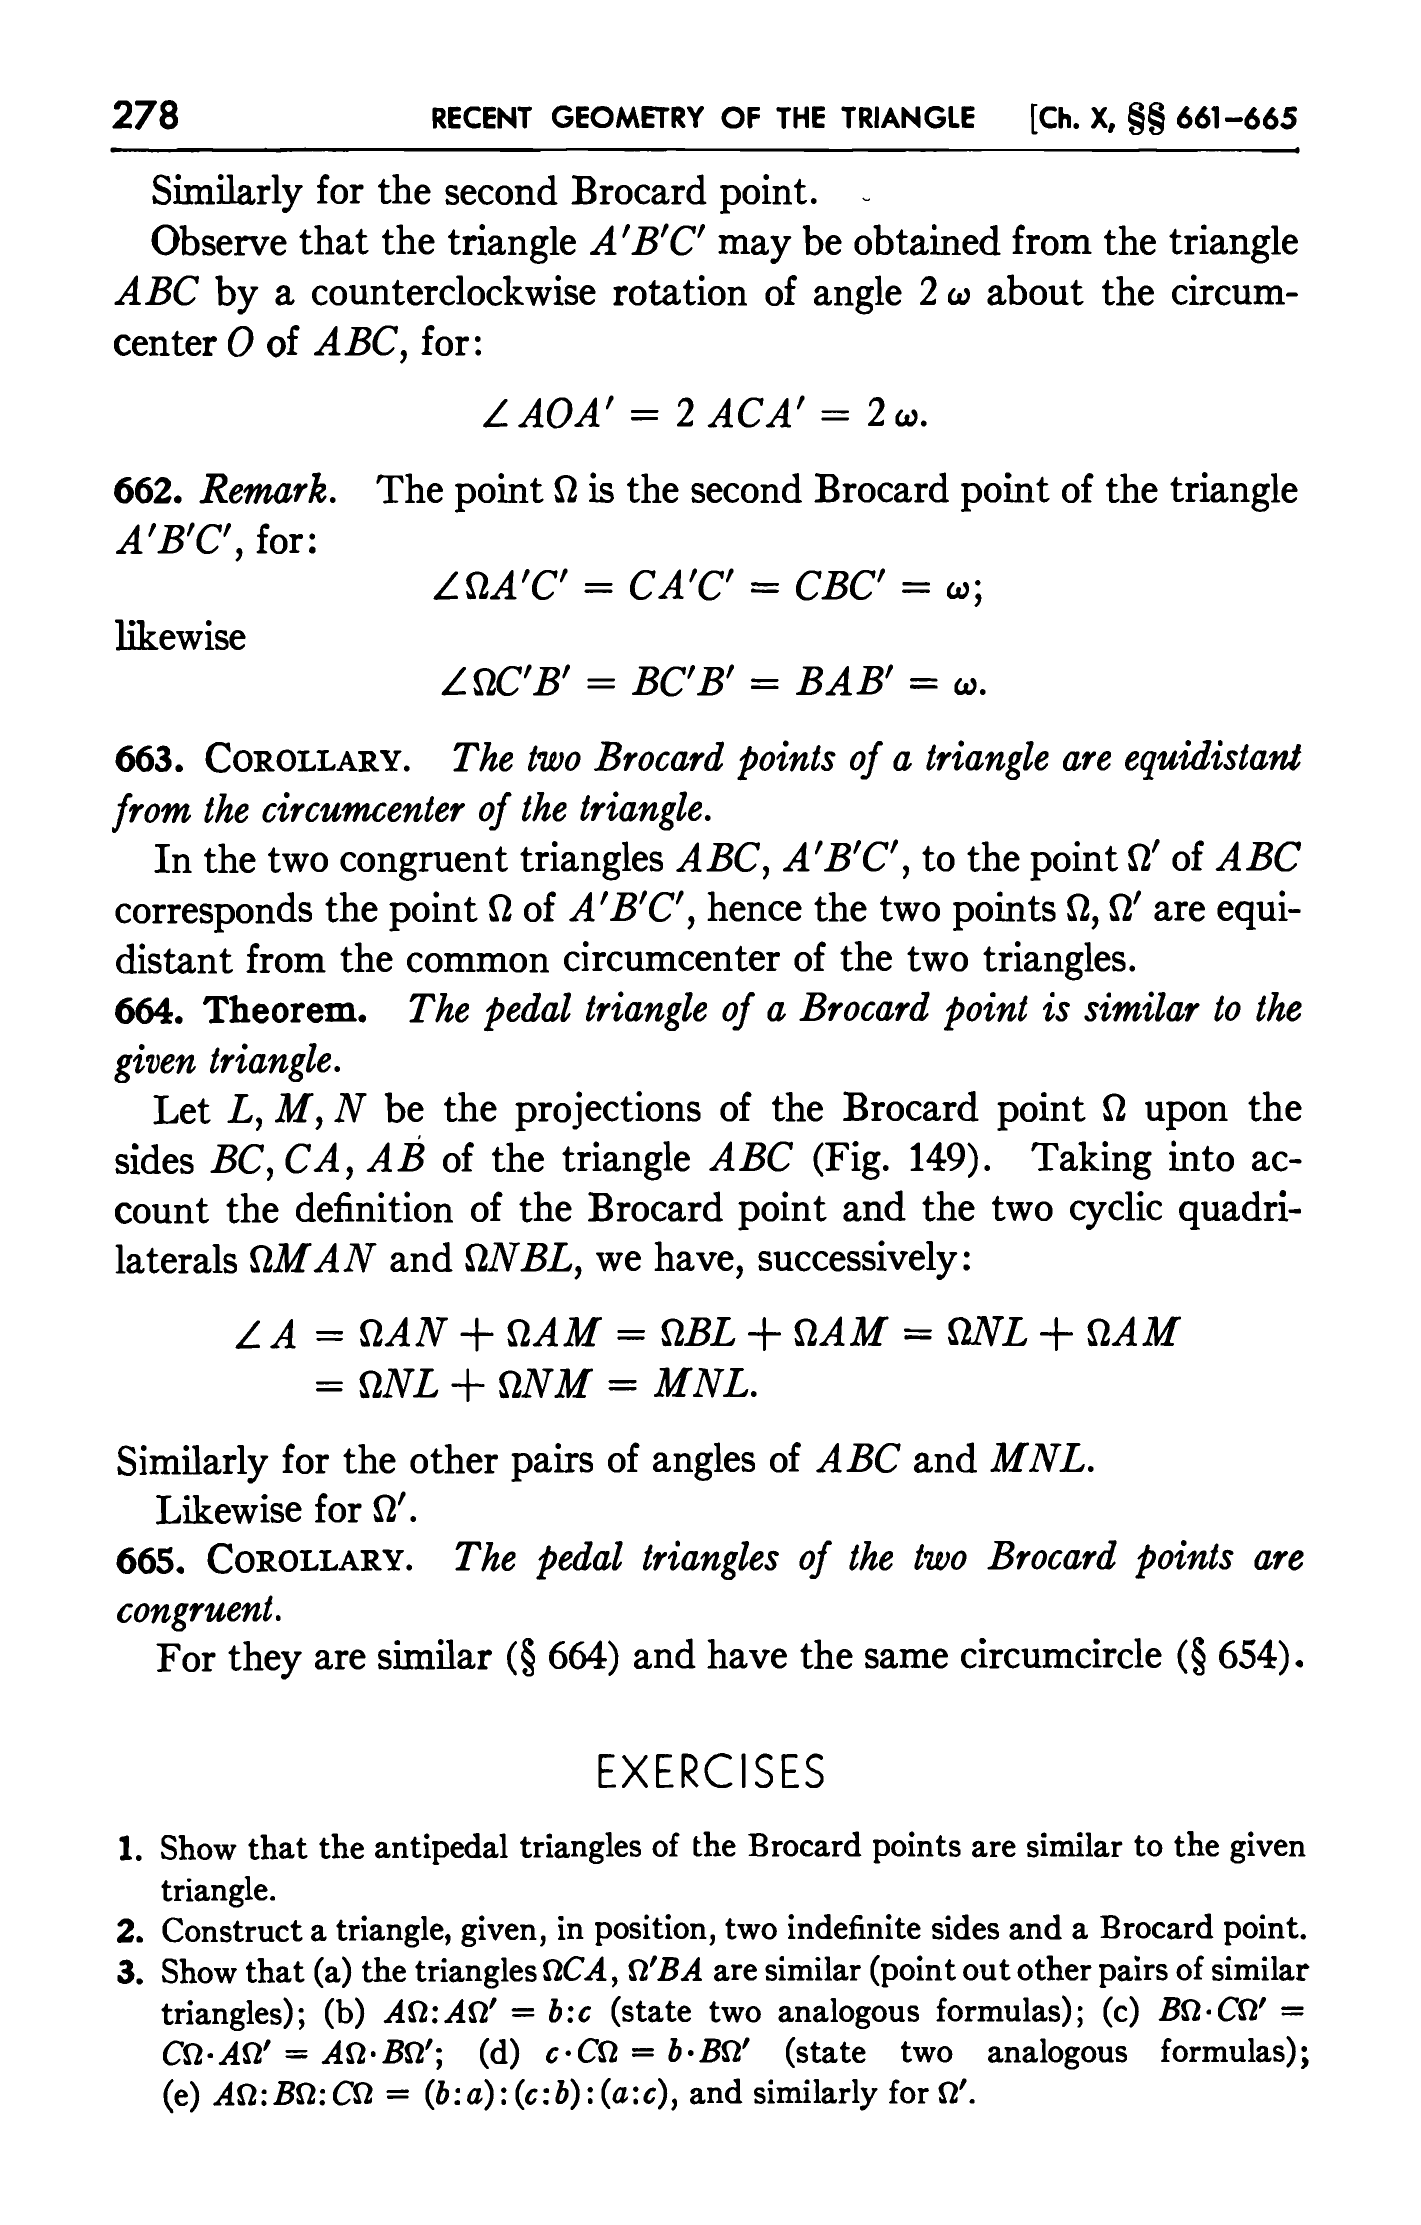 278 RECENT GEOMETRY OF THE TRIANGLE [Ch. X, §§ 661–665
Similarly for the second Brocard point.
Observe that the triangle A′B′C′ may be obtained from the triangle
ABC by a counterclockwise rotation of angle 2 ω about the circum-
center O of ABC, for:
∠ AOA′ = 2 ACA′ = 2 ω.
662. Remark. The point Ω is the second Brocard point of the triangle
A′B′C′, for:
∠ΩA′C′ = CA′C′ = CBC′ = ω;
likewise
∠ΩC′B′ = BC′B′ = BAB′ = ω.
663. COROLLARY. The two Brocard points of a triangle are equidistant
from the circumcenter of the triangle.
In the two congruent triangles ABC, A′B′C′, to the point Ω′ of ABC
corresponds the point Ω of A′B′C′, hence the two points Ω, Ω′ are equi-
distant from the common circumcenter of the two triangles.
664. Theorem. The pedal triangle of a Brocard point is similar to the
given triangle.
Let L, M, N be the projections of the Brocard point Ω upon the
sides BC, CA, AB of the triangle ABC (Fig. 149). Taking into ac-
count the definition of the Brocard point and the two cyclic quadri-
laterals ΩMAN and ΩNBL, we have, successively:
∠ A = ΩAN + ΩAM = ΩBL + ΩAM = ΩNL + ΩAM
= ΩNL + ΩNM = MNL.
Similarly for the other pairs of angles of ABC and MNL.
Likewise for Ω′.
665. COROLLARY. The pedal triangles of the two Brocard points are
congruent.
For they are similar (§ 664) and have the same circumcircle (§ 654).
EXERCISES
1. Show that the antipedal triangles of the Brocard points are similar to the given
triangle.
2. Construct a triangle, given, in position, two indefinite sides and a Brocard point.
3. Show that (a) the triangles ΩCA, Ω′BA are similar (point out other pairs of similar
triangles); (b) AΩ:AΩ′ = b:c (state two analogous formulas); (c) BΩ·CΩ′ =
CΩ·AΩ′ = AΩ·BΩ′; (d) c·CΩ = b·BΩ′ (state two analogous formulas);
(e) AΩ:BΩ:CΩ = (b:a):(c:b):(a:c), and similarly for Ω′.